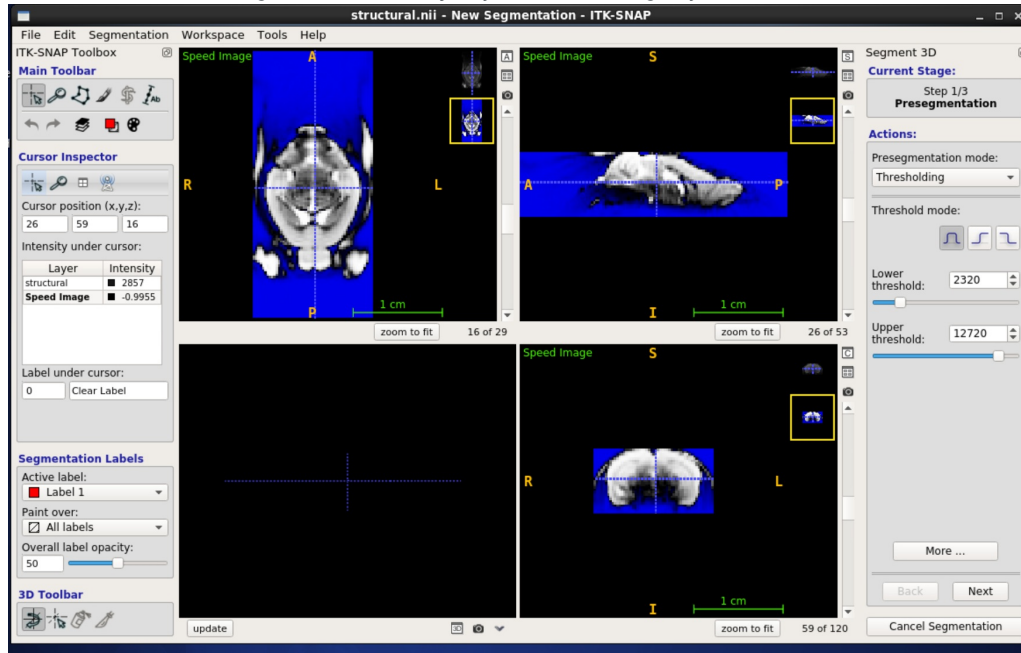 structural.nii - New Segmentation - ITK-SNAP
File Edit Segmentation Workspace Tools Help
ITK-SNAP Toolbox
Main Toolbar
Ab
Cursor Inspector
Cursor position (x,y,z):
26 59 16
Intensity under cursor:
Layer Intensity
structural 2857
Speed Image -0.9955
Label under cursor:
0 Clear Label
Segmentation Labels
Active label:
Label 1
Paint over:
All labels
Overall label opacity:
50
3D Toolbar
Speed Image
A
A
R
L
1 cm
P
zoom to fit 16 of 29
Speed Image
S
S
A
P
1 cm
I
zoom to fit 26 of 53
update
3D
Speed Image
S
C
R
L
1 cm
I
zoom to fit 59 of 120
Segment 3D
Current Stage:
Step 1/3
Presegmentation
Actions:
Presegmentation mode:
Thresholding
Threshold mode:
Lower
threshold: 2320
Upper
threshold: 12720
More ...
Back Next
Cancel Segmentation